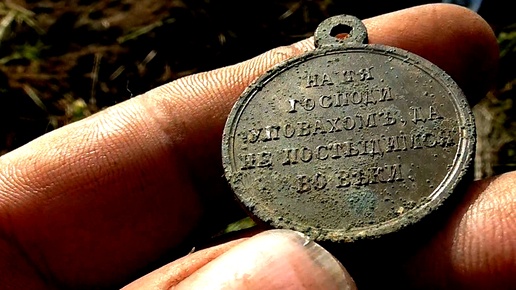 НА ТЯ
ГОСПОДИ
УПОВАХОМЪ, ДА
НЕ ПОСТЫДИМСЯ
ВО ВѢКИ.